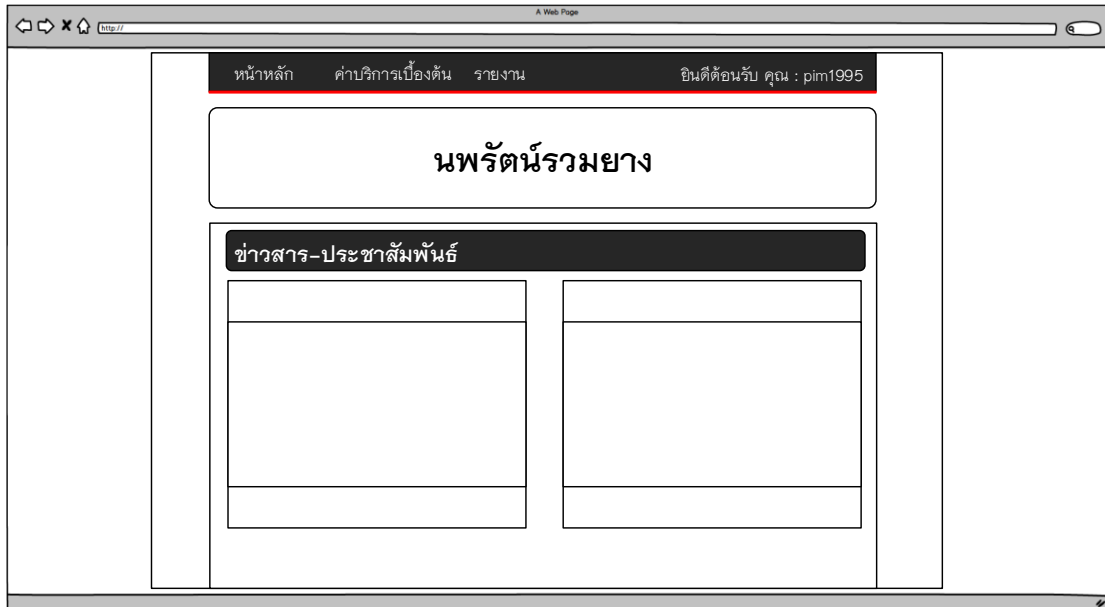 A Web Page
http://
หน้าหลัก ค่าบริการเบื้องต้น รายงาน ยินดีต้อนรับ คุณ : pim1995
นพรัตน์รวมยาง
ข่าวสาร-ประชาสัมพันธ์